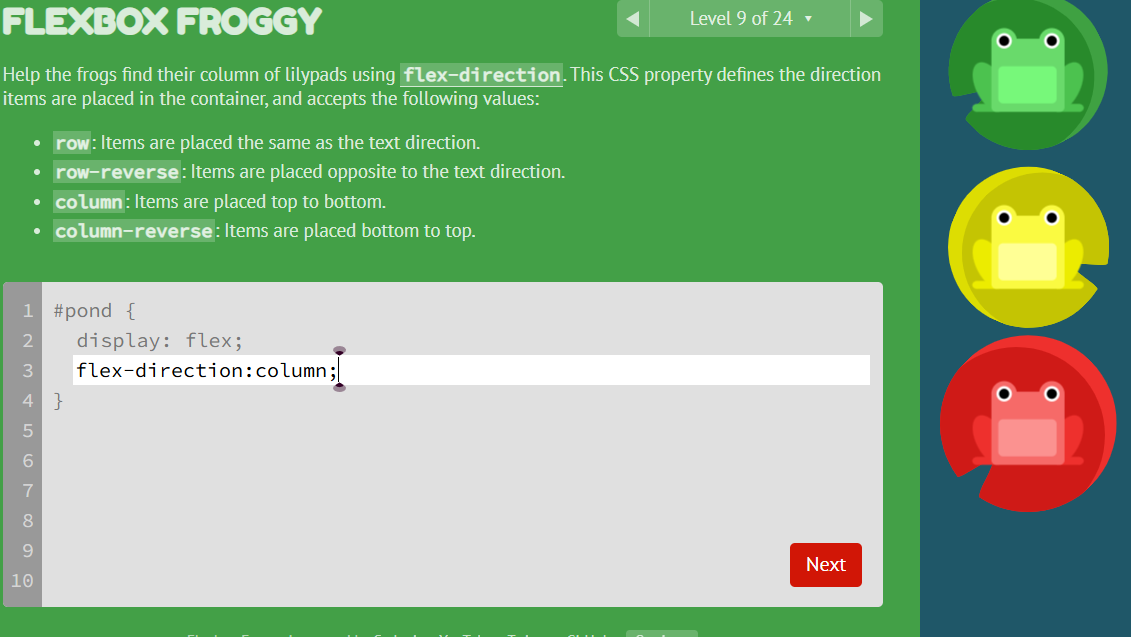 FLEXBOX FROGGY
Level 9 of 24
Help the frogs find their column of lilypads using flex-direction. This CSS property defines the direction
items are placed in the container, and accepts the following values:
• row: Items are placed the same as the text direction.
• row-reverse: Items are placed opposite to the text direction.
• column: Items are placed top to bottom.
• column-reverse: Items are placed bottom to top.
1 #pond {
2 display: flex;
3 flex-direction:column;
4 }
5
6
7
8
9
10
Next